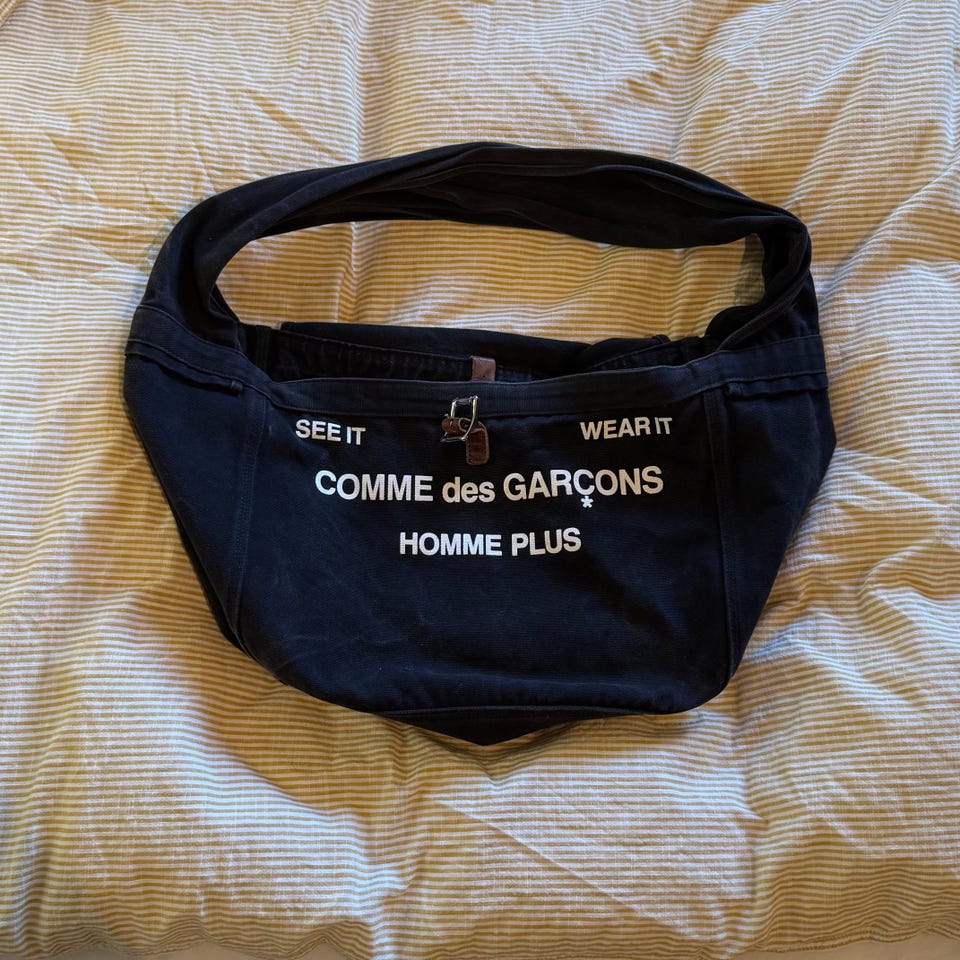 SEE IT WEAR IT
COMME des GARÇONS
*
HOMME PLUS